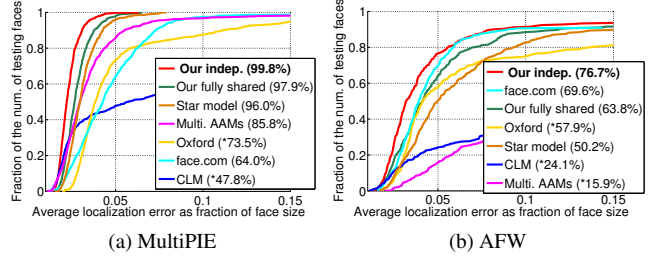 Fraction of the num. of testing faces
1
0.8
0.6
0.4
0.2
0
0.05
0.1
0.15
Average localization error as fraction of face size
Our indep. (99.8%)
Our fully shared (97.9%)
Star model (96.0%)
Multi. AAMs (85.8%)
Oxford (*73.5%)
face.com (64.0%)
CLM (*47.8%)
(a) MultiPIE
Fraction of the num. of testing faces
1
0.8
0.6
0.4
0.2
0
0.05
0.1
0.15
Average localization error as fraction of face size
Our indep. (76.7%)
face.com (69.6%)
Our fully shared (63.8%)
Oxford (*57.9%)
Star model (50.2%)
CLM (*24.1%)
Multi. AAMs (*15.9%)
(b) AFW